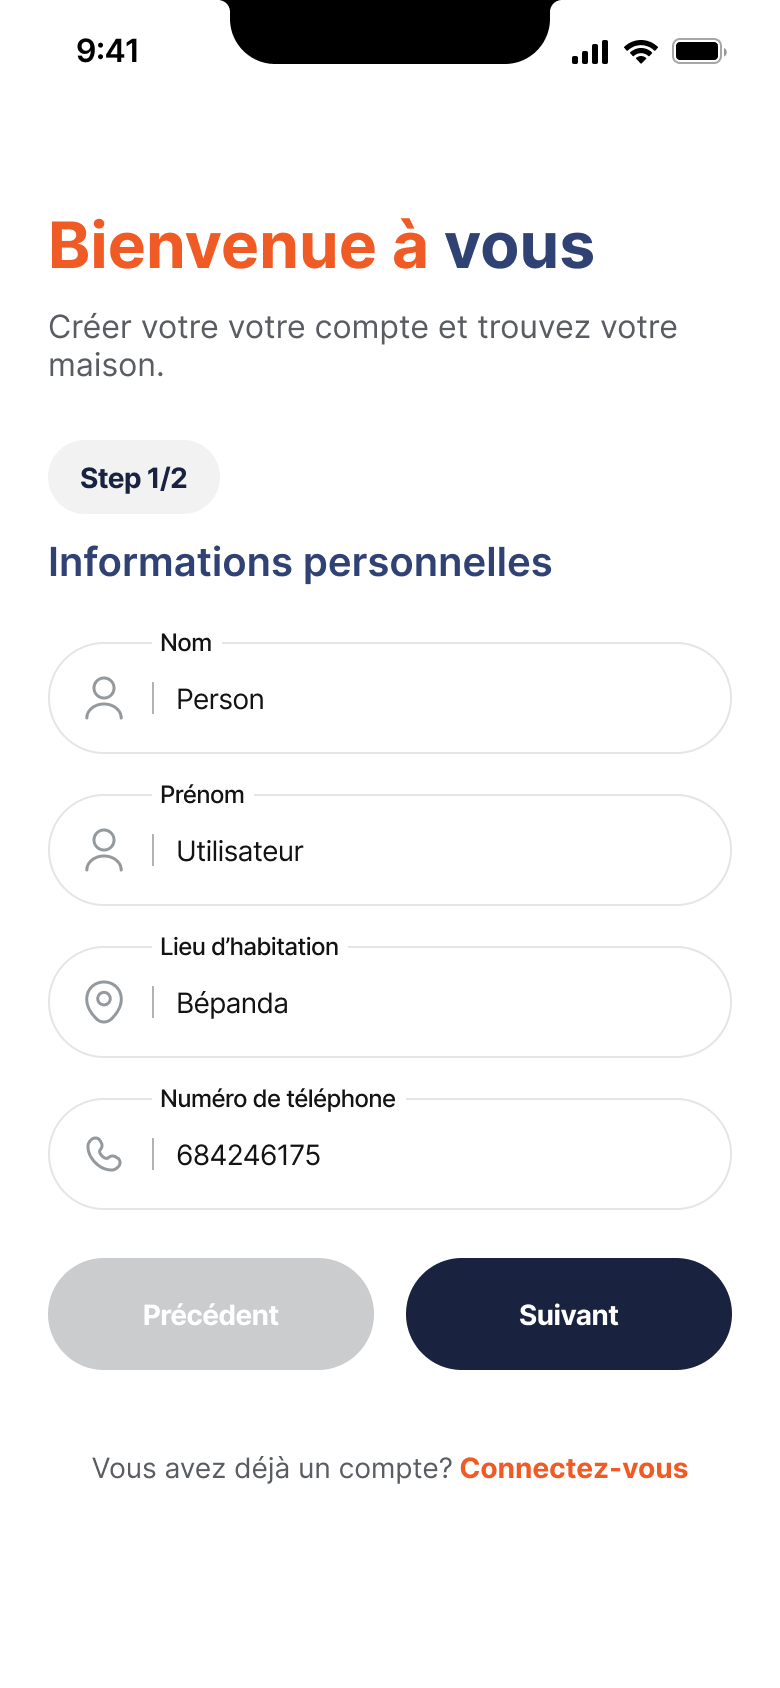 9:41
Bienvenue à vous
Créer votre votre compte et trouvez votre
maison.
Step 1/2
Informations personnelles
Nom
Person
Prénom
Utilisateur
Lieu d’habitation
Bépanda
Numéro de téléphone
684246175
Précédent
Suivant
Vous avez déjà un compte? Connectez-vous